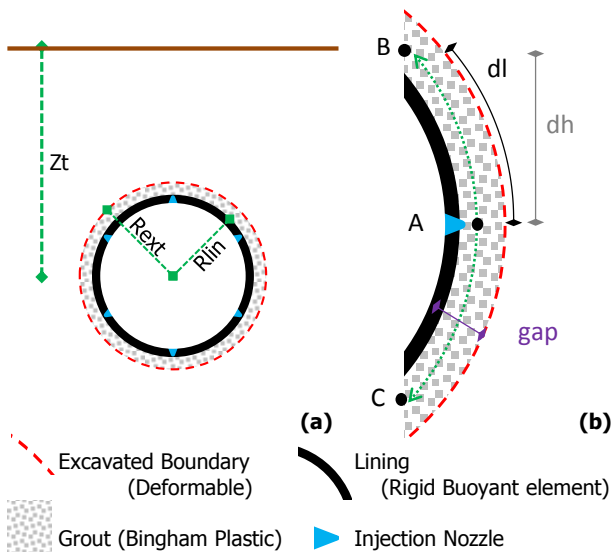 Zt
Rext
Rlin
(a)
B
A
C
dl
dh
gap
(b)
Excavated Boundary
(Deformable)
Lining
(Rigid Buoyant element)
Grout (Bingham Plastic)
Injection Nozzle